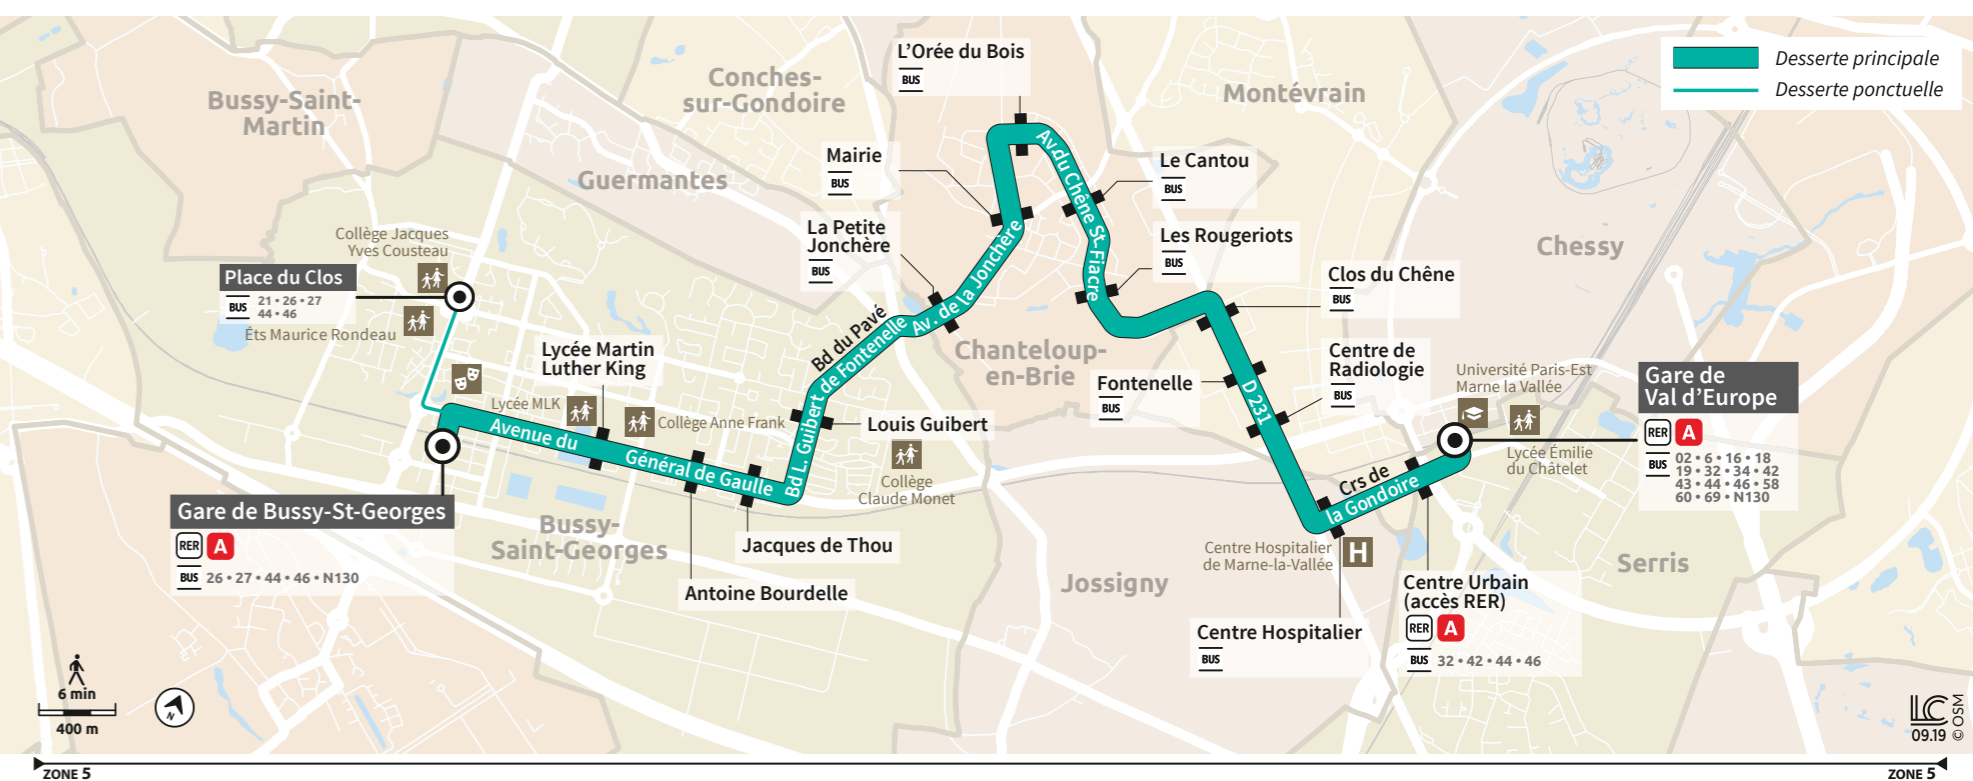 Desserte principale
Desserte ponctuelle
Bussy-Saint-
Martin
Conches-
sur-Gondoire
Guermantes
Montévrain
Chessy
Chanteloup-
en-Brie
Bussy-
Saint-Georges
Jossigny
Serris
L’Orée du Bois
BUS
Mairie
BUS
La Petite
Jonchère
BUS
Le Cantou
BUS
Les Rougeriots
BUS
Clos du Chêne
BUS
Fontenelle
BUS
Centre de
Radiologie
BUS
Collège Jacques
Yves Cousteau
Place du Clos
BUS
21 • 26 • 27
44 • 46
Éts Maurice Rondeau
Lycée Martin
Luther King
Lycée MLK
Collège Anne Frank
Louis Guibert
Collège
Claude Monet
Avenue du
Général de Gaulle
Bd L. Guibert
Bd du Pavé
de Fontenelle
Av. de la Jonchère
Av.du Chêne St-Fiacre
D 231
Crs de
la Gondoire
Université Paris-Est
Marne la Vallée
Lycée Émilie
du Châtelet
Gare de
Val d’Europe
RER A
BUS
02 • 6 • 16 • 18
19 • 32 • 34 • 42
43 • 44 • 46 • 58
60 • 69 • N130
Gare de Bussy-St-Georges
RER A
BUS 26 • 27 • 44 • 46 • N130
Jacques de Thou
Antoine Bourdelle
Centre Hospitalier
de Marne-la-Vallée
H
Centre Hospitalier
BUS
Centre Urbain
(accès RER)
RER A
BUS 32 • 42 • 44 • 46
6 min
400 m
N
LC
09.19
© OSM
ZONE 5
ZONE 5